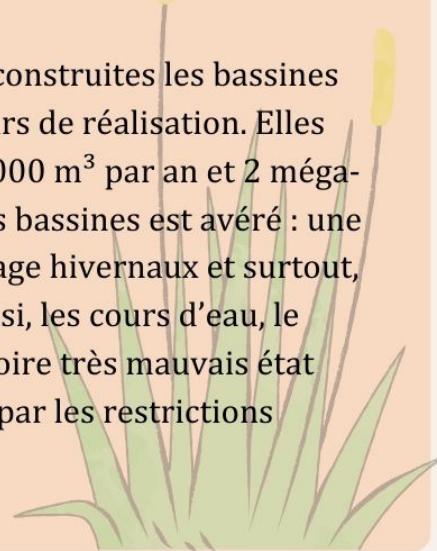 construites les bassines
rs de réalisation. Elles
000 m³ par an et 2 méga-
s bassines est avéré : une
age hivernaux et surtout,
si, les cours d’eau, le
oire très mauvais état
par les restrictions